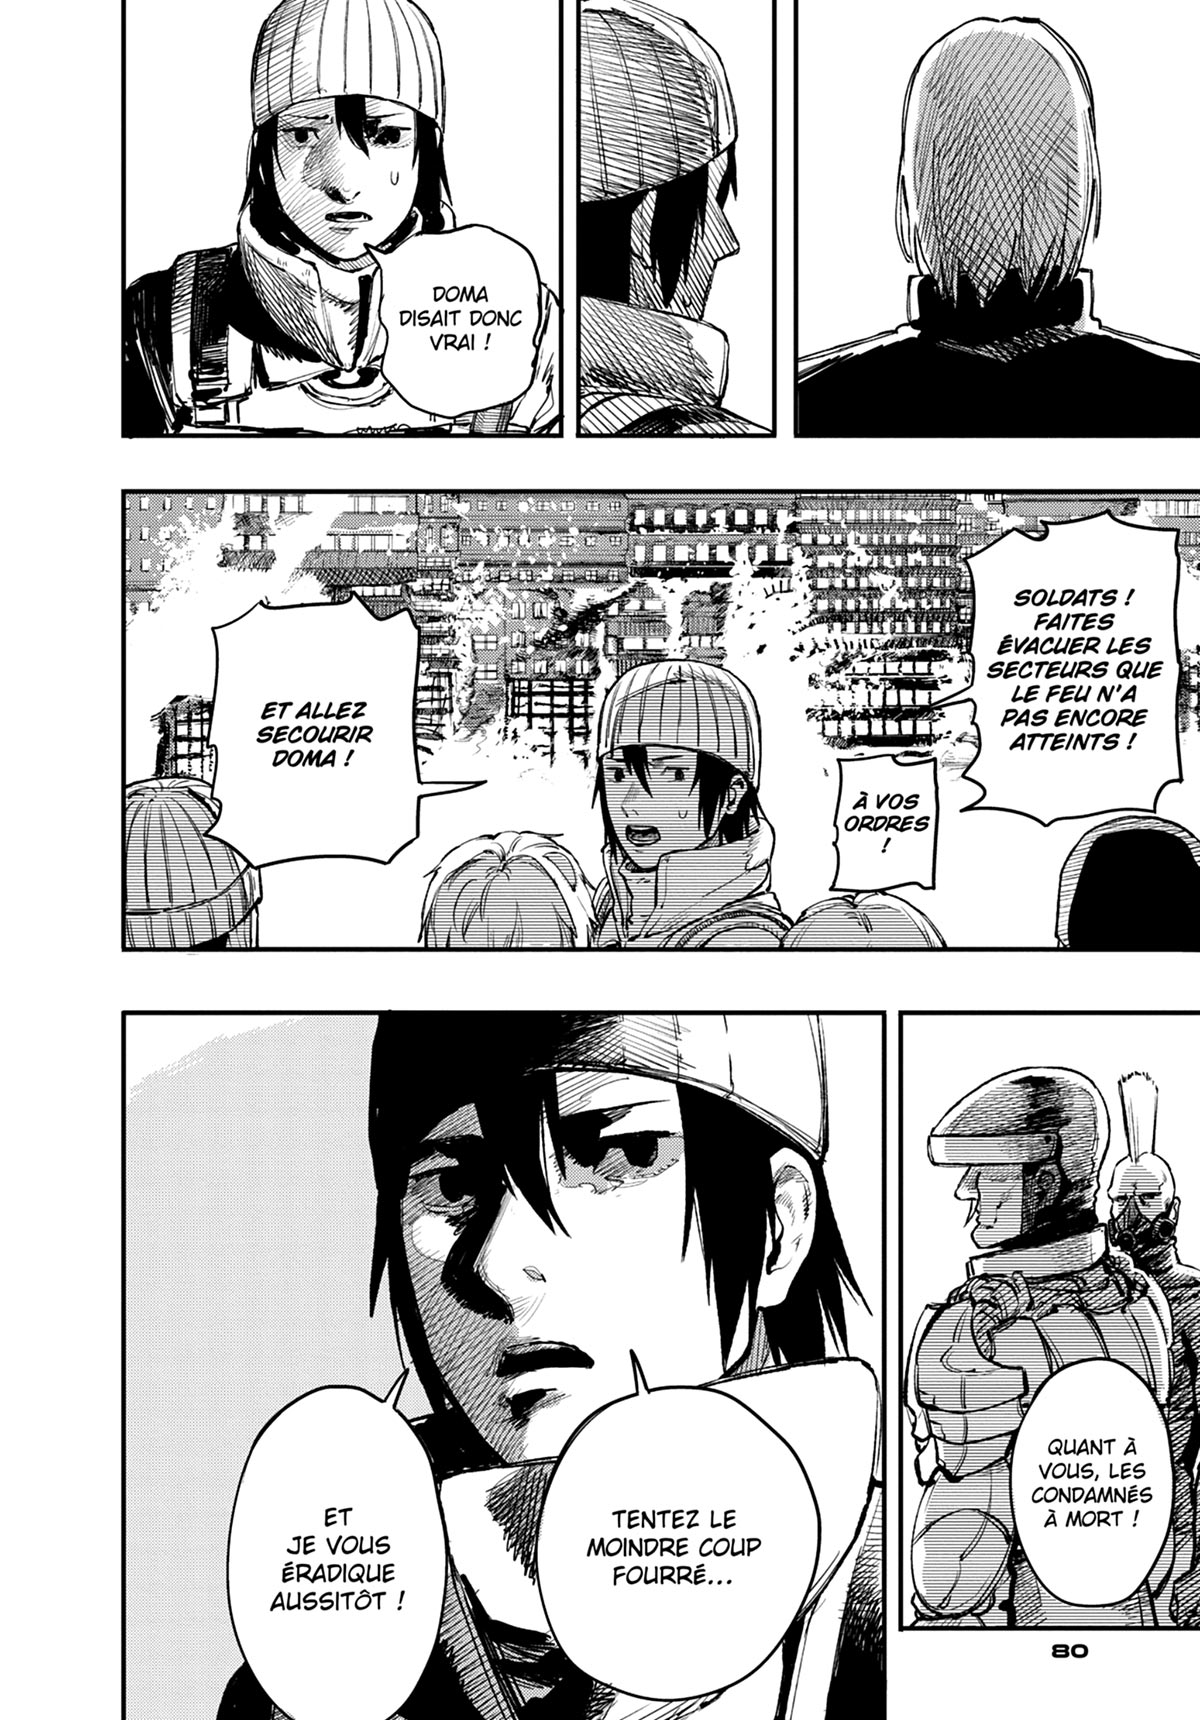 DOMA
DISAIT DONC
VRAI !
SOLDATS !
FAITES
ÉVACUER LES
SECTEURS QUE
LE FEU N'A
PAS ENCORE
ATTEINTS !
À VOS
ORDRES
!
ET ALLEZ
SECOURIR
DOMA !
QUANT À
VOUS, LES
CONDAMNÉS
À MORT !
TENTEZ LE
MOINDRE COUP
FOURRÉ...
ET
JE VOUS
ÉRADIQUE
AUSSITÔT !
80